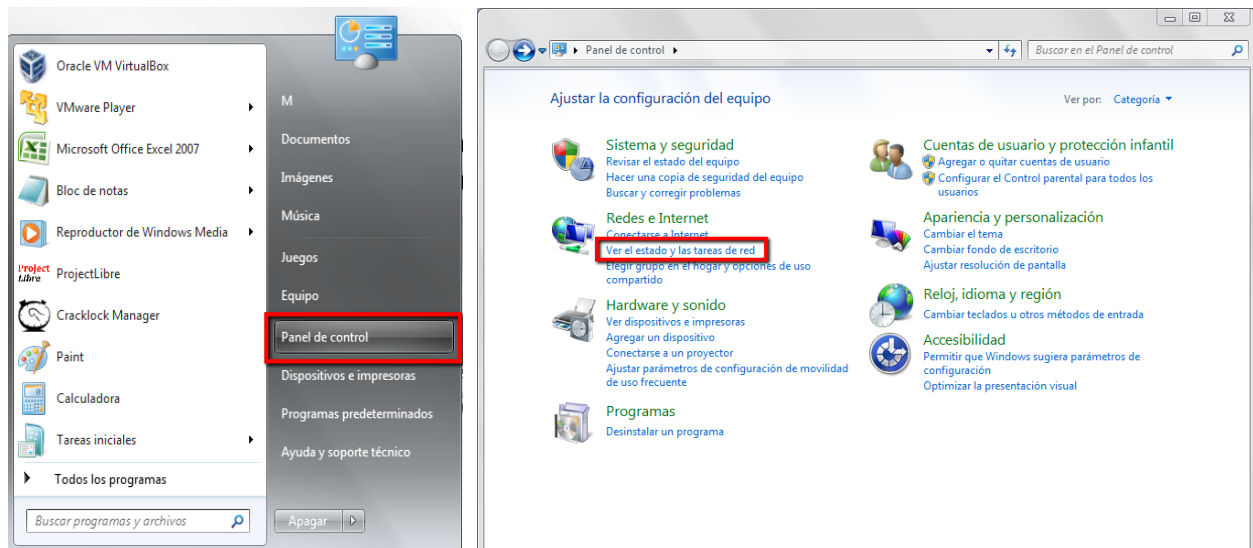 Oracle VM VirtualBox
VMware Player
Microsoft Office Excel 2007
Bloc de notas
Reproductor de Windows Media
Project
Libre
ProjectLibre
Cracklock Manager
Paint
Calculadora
Tareas iniciales
Todos los programas
Buscar programas y archivos
M
Documentos
Imágenes
Música
Juegos
Equipo
Panel de control
Dispositivos e impresoras
Programas predeterminados
Ayuda y soporte técnico
Apagar
Panel de control
Buscar en el Panel de control
Ajustar la configuración del equipo
Ver por: Categoría
Sistema y seguridad
Revisar el estado del equipo
Hacer una copia de seguridad del equipo
Buscar y corregir problemas
Redes e Internet
Conectarse a Internet
Ver el estado y las tareas de red
Elegir grupo en el hogar y opciones de uso
compartido
Hardware y sonido
Ver dispositivos e impresoras
Agregar un dispositivo
Conectarse a un proyector
Ajustar parámetros de configuración de movilidad
de uso frecuente
Programas
Desinstalar un programa
Cuentas de usuario y protección infantil
Agregar o quitar cuentas de usuario
Configurar el Control parental para todos los
usuarios
Apariencia y personalización
Cambiar el tema
Cambiar fondo de escritorio
Ajustar resolución de pantalla
Reloj, idioma y región
Cambiar teclados u otros métodos de entrada
Accesibilidad
Permitir que Windows sugiera parámetros de
configuración
Optimizar la presentación visual